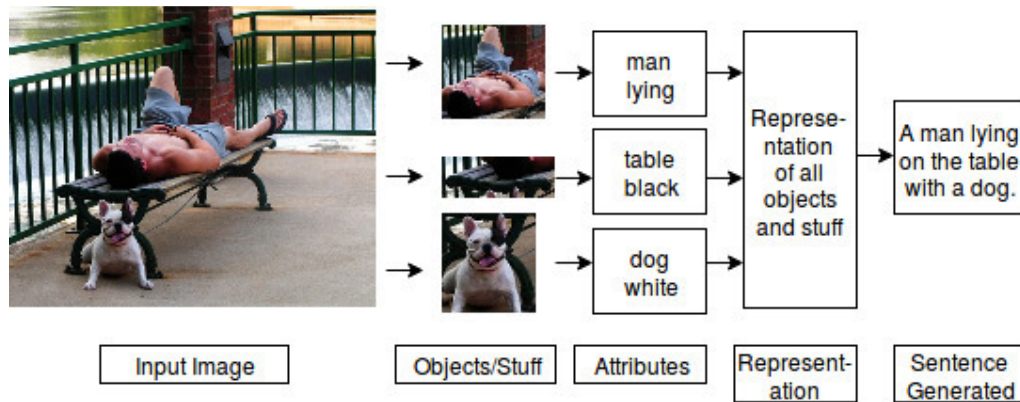 man
lying
table
black
dog
white
Represe-
ntation
of all
objects
and stuff
A man lying
on the table
with a dog.
Input Image
Objects/Stuff
Attributes
Represent-
ation
Sentence
Generated